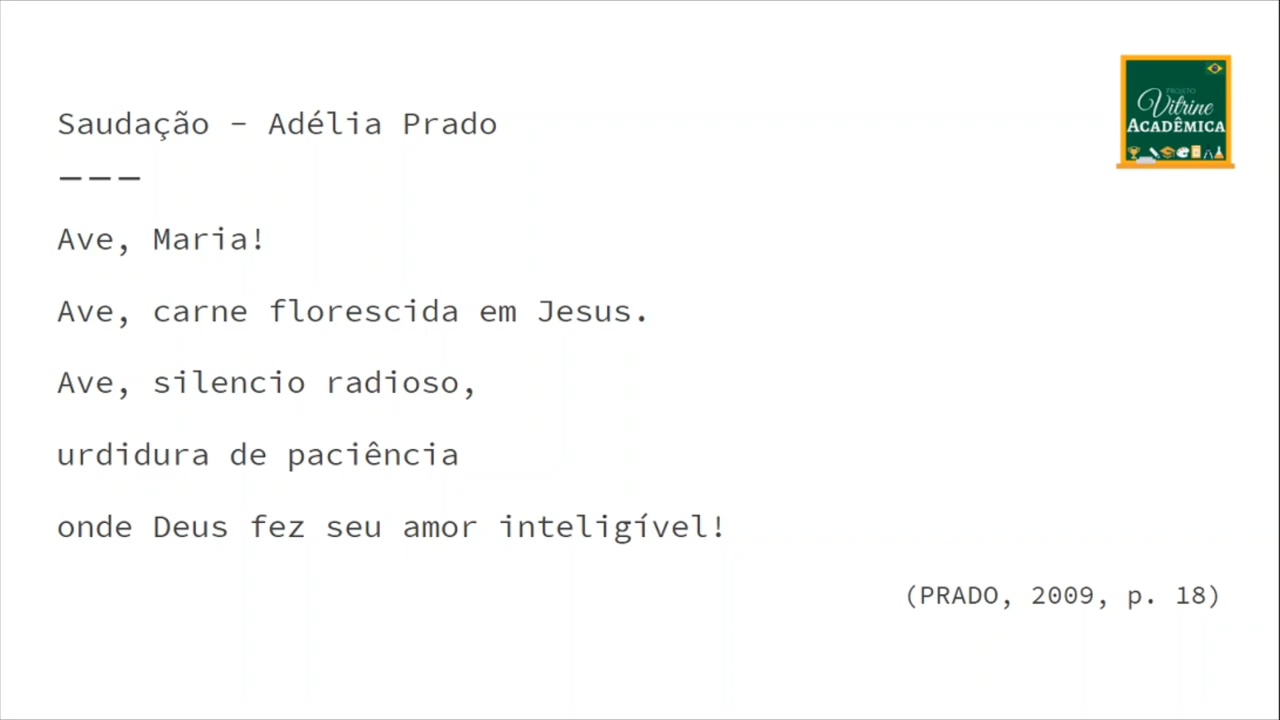 Saudação - Adélia Prado
———
Ave, Maria!
Ave, carne florescida em Jesus.
Ave, silencio radioso,
urdidura de paciência
onde Deus fez seu amor inteligível!
(PRADO, 2009, p. 18)
PROJETO
Vitrine
ACADÊMICA